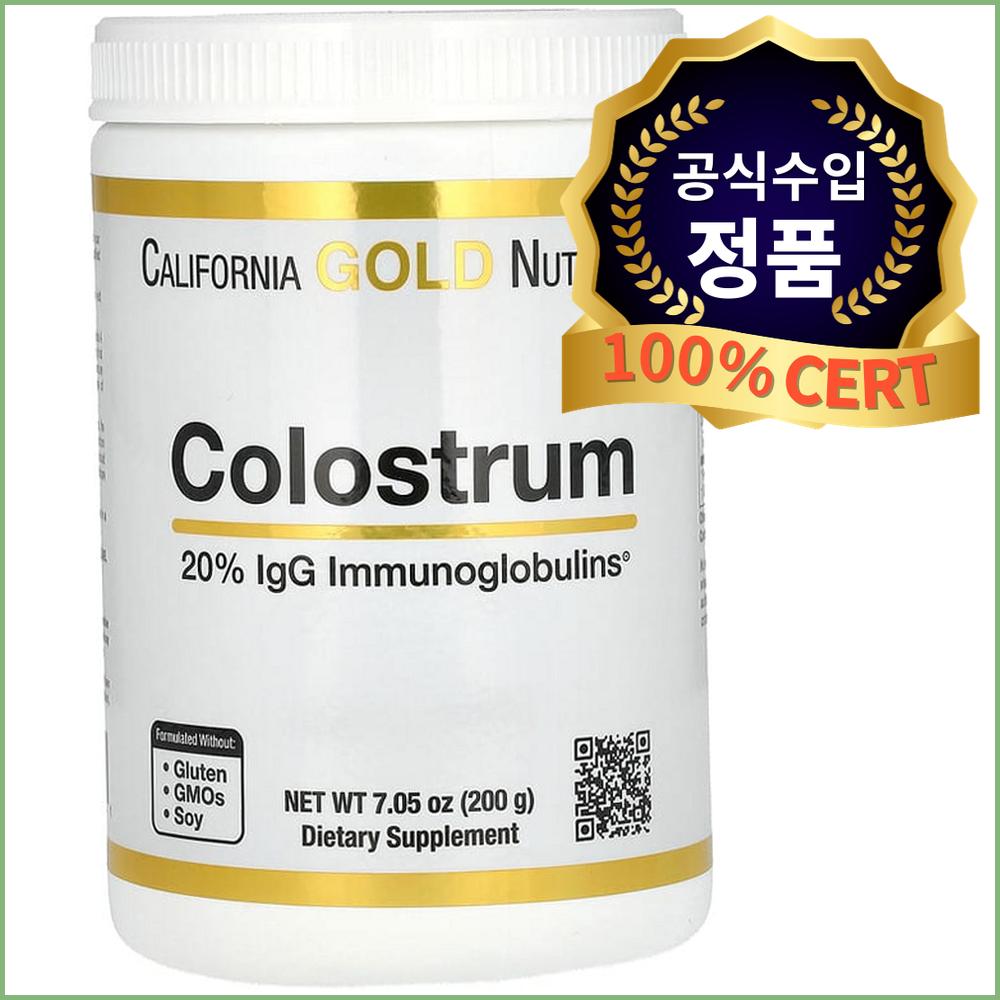 CALIFORNIA GOLD NUT
Colostrum
20% IgG Immunoglobulins
Formulated Without:
• Gluten
• GMOs
• Soy
NET WT 7.05 oz (200 g)
Dietary Supplement
공식수입
정품
100% CERT